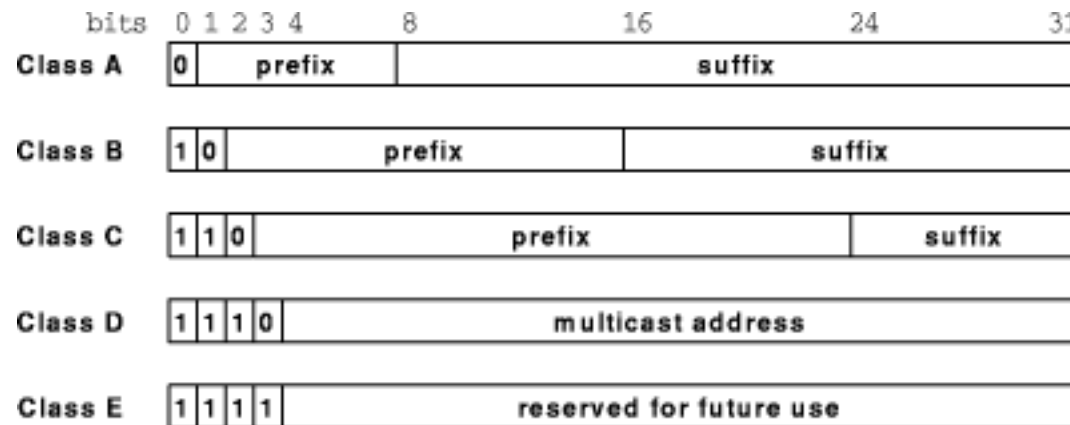 bits 0 1 2 3 4 8 16 24 31
Class A 0 prefix suffix
Class B 1 0 prefix suffix
Class C 1 1 0 prefix suffix
Class D 1 1 1 0 multicast address
Class E 1 1 1 1 reserved for future use